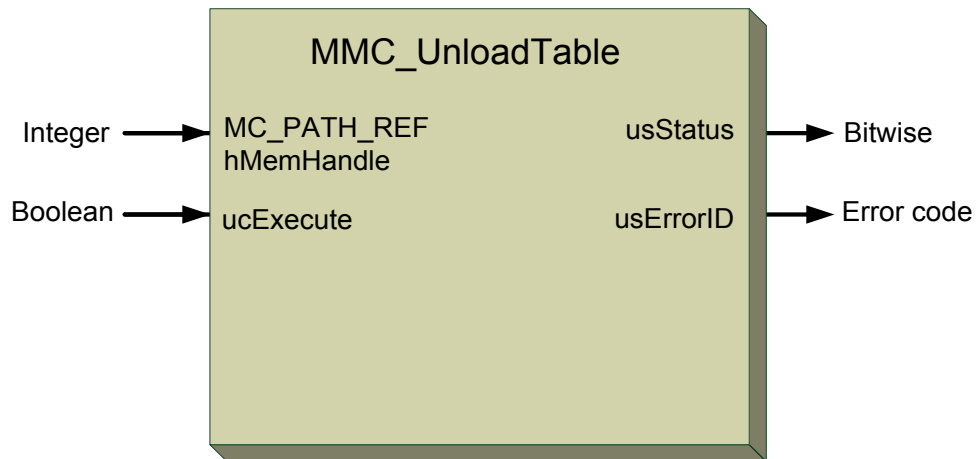 MMC_UnloadTable
Integer
MC_PATH_REF
hMemHandle
usStatus
Bitwise
Boolean
ucExecute
usErrorID
Error code